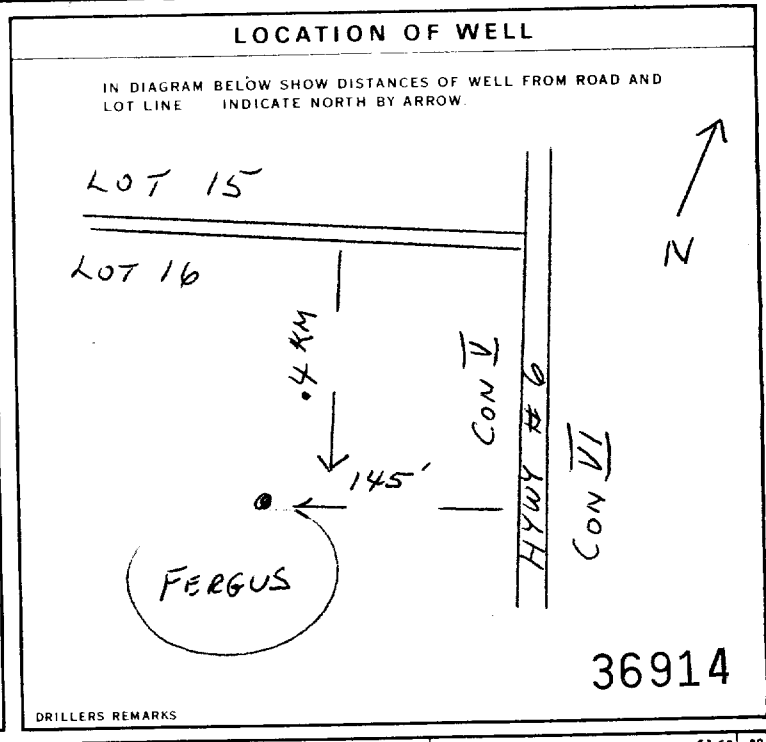 LOCATION OF WELL
IN DIAGRAM BELOW SHOW DISTANCES OF WELL FROM ROAD AND
LOT LINE INDICATE NORTH BY ARROW.
LOT 15
LOT 16
N
.4 KM
CON V
HYWY # 6
CON VI
145'
FERGUS
36914
DRILLERS REMARKS